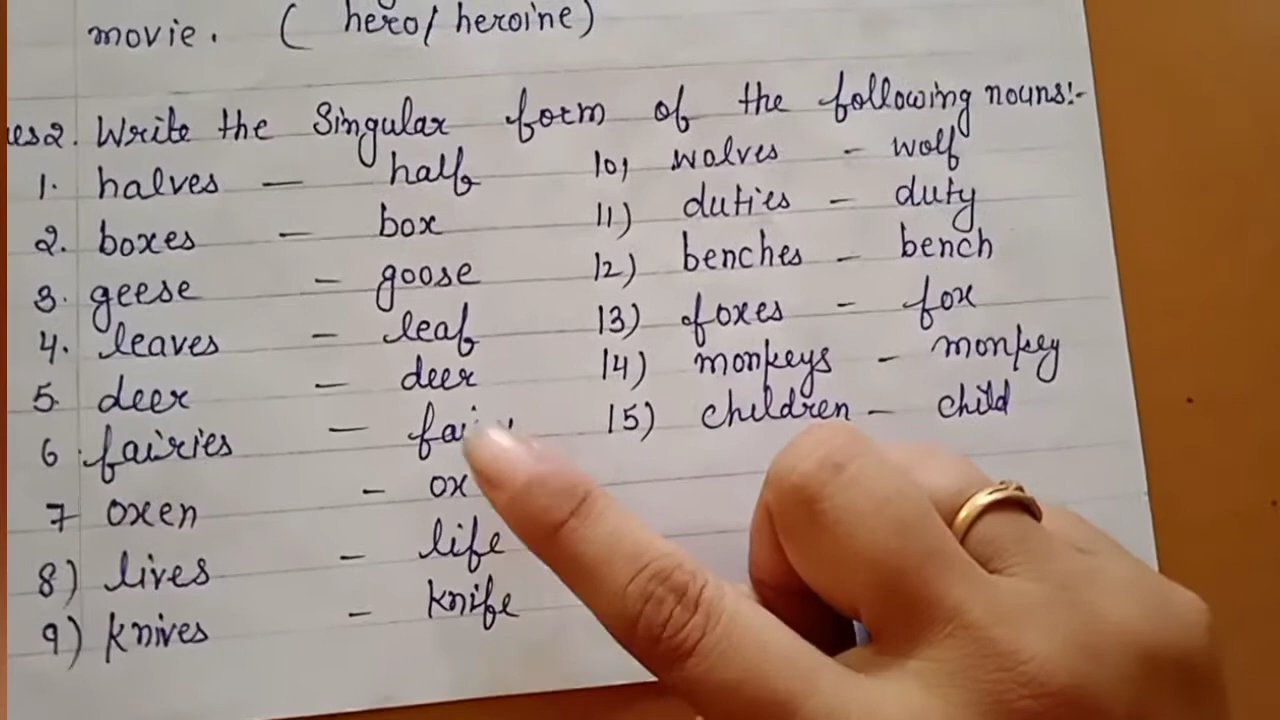 movie. ( hero/ heroine)
ues2. Write the Singular form of the following nouns:-
1. halves — half
2. boxes — box
3. geese — goose
4. leaves — leaf
5. deer — deer
6. fairies —
7 oxen — ox
8) lives — life
9) knives — knife
10) wolves — wolf
11) duties — duty
12) benches — bench
13) foxes — fox
14) monkeys — monkey
15) children — child